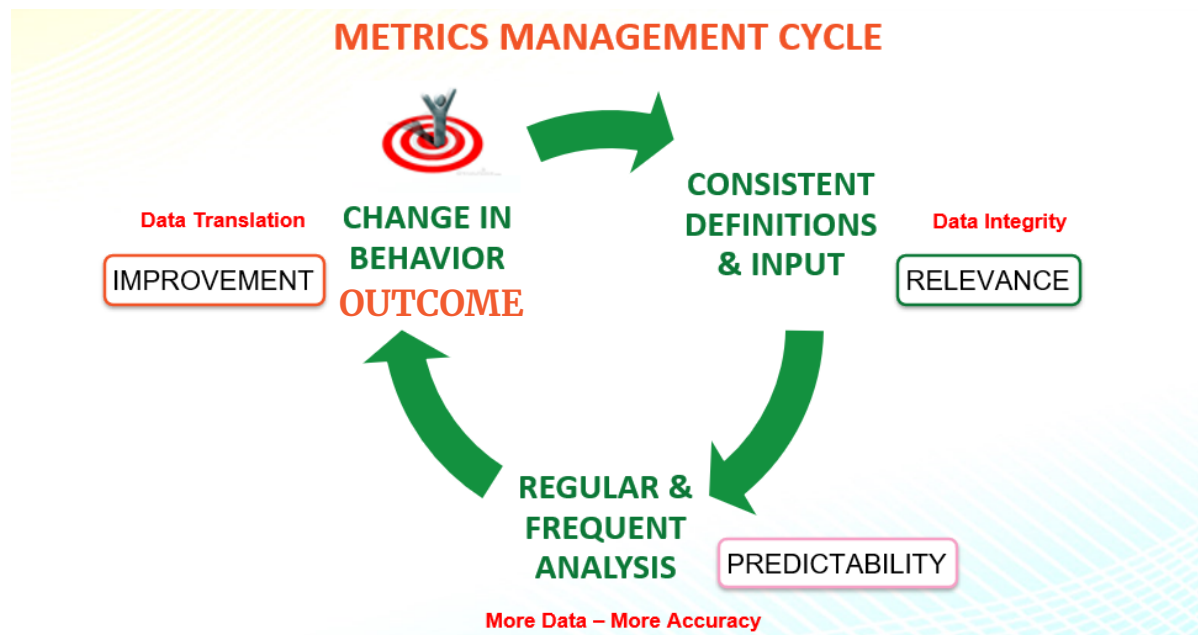 METRICS MANAGEMENT CYCLE
CONSISTENT
DEFINITIONS
& INPUT
Data Integrity
RELEVANCE
REGULAR &
FREQUENT
ANALYSIS
PREDICTABILITY
More Data – More Accuracy
Data Translation
IMPROVEMENT
CHANGE IN
BEHAVIOR
OUTCOME